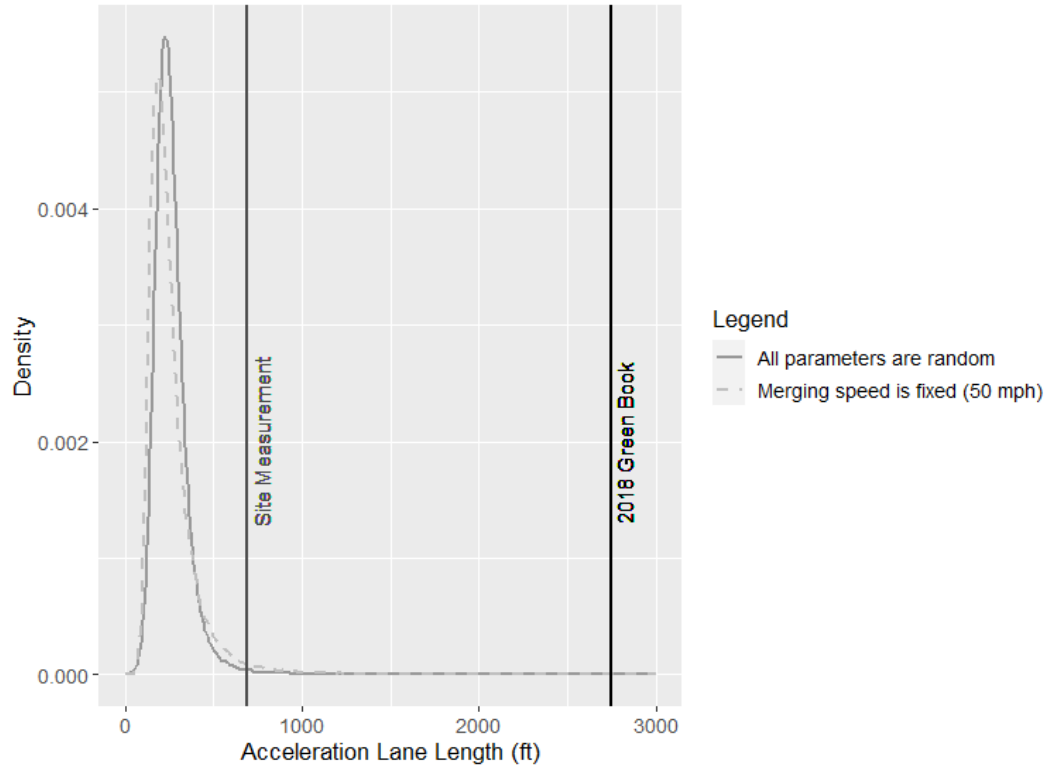 0.004
0.002
0.000
Density
Site Measurement
2018 Green Book
0
1000
2000
3000
Acceleration Lane Length (ft)
Legend
All parameters are random
Merging speed is fixed (50 mph)